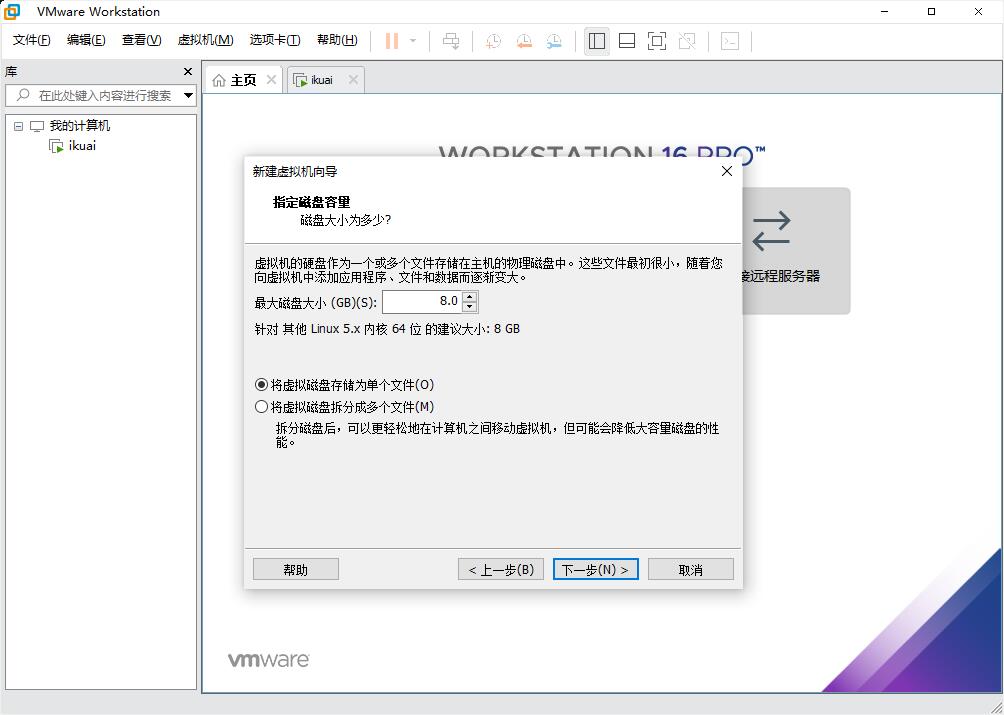 VMware Workstation
文件(F) 编辑(E) 查看(V) 虚拟机(M) 选项卡(T) 帮助(H)
库
在此处键入内容进行搜索
我的计算机
ikuai
主页
ikuai
WORKSTATION 16 PRO™
接远程服务器
新建虚拟机向导
指定磁盘容量
磁盘大小为多少?
虚拟机的硬盘作为一个或多个文件存储在主机的物理磁盘中。这些文件最初很小，随着您
向虚拟机中添加应用程序、文件和数据而逐渐变大。
最大磁盘大小 (GB)(S): 8.0
针对 其他 Linux 5.x 内核 64 位 的建议大小: 8 GB
将虚拟磁盘存储为单个文件(O)
将虚拟磁盘拆分成多个文件(M)
拆分磁盘后，可以更轻松地在计算机之间移动虚拟机，但可能会降低大容量磁盘的性
能。
帮助
< 上一步(B)
下一步(N) >
取消
vmware